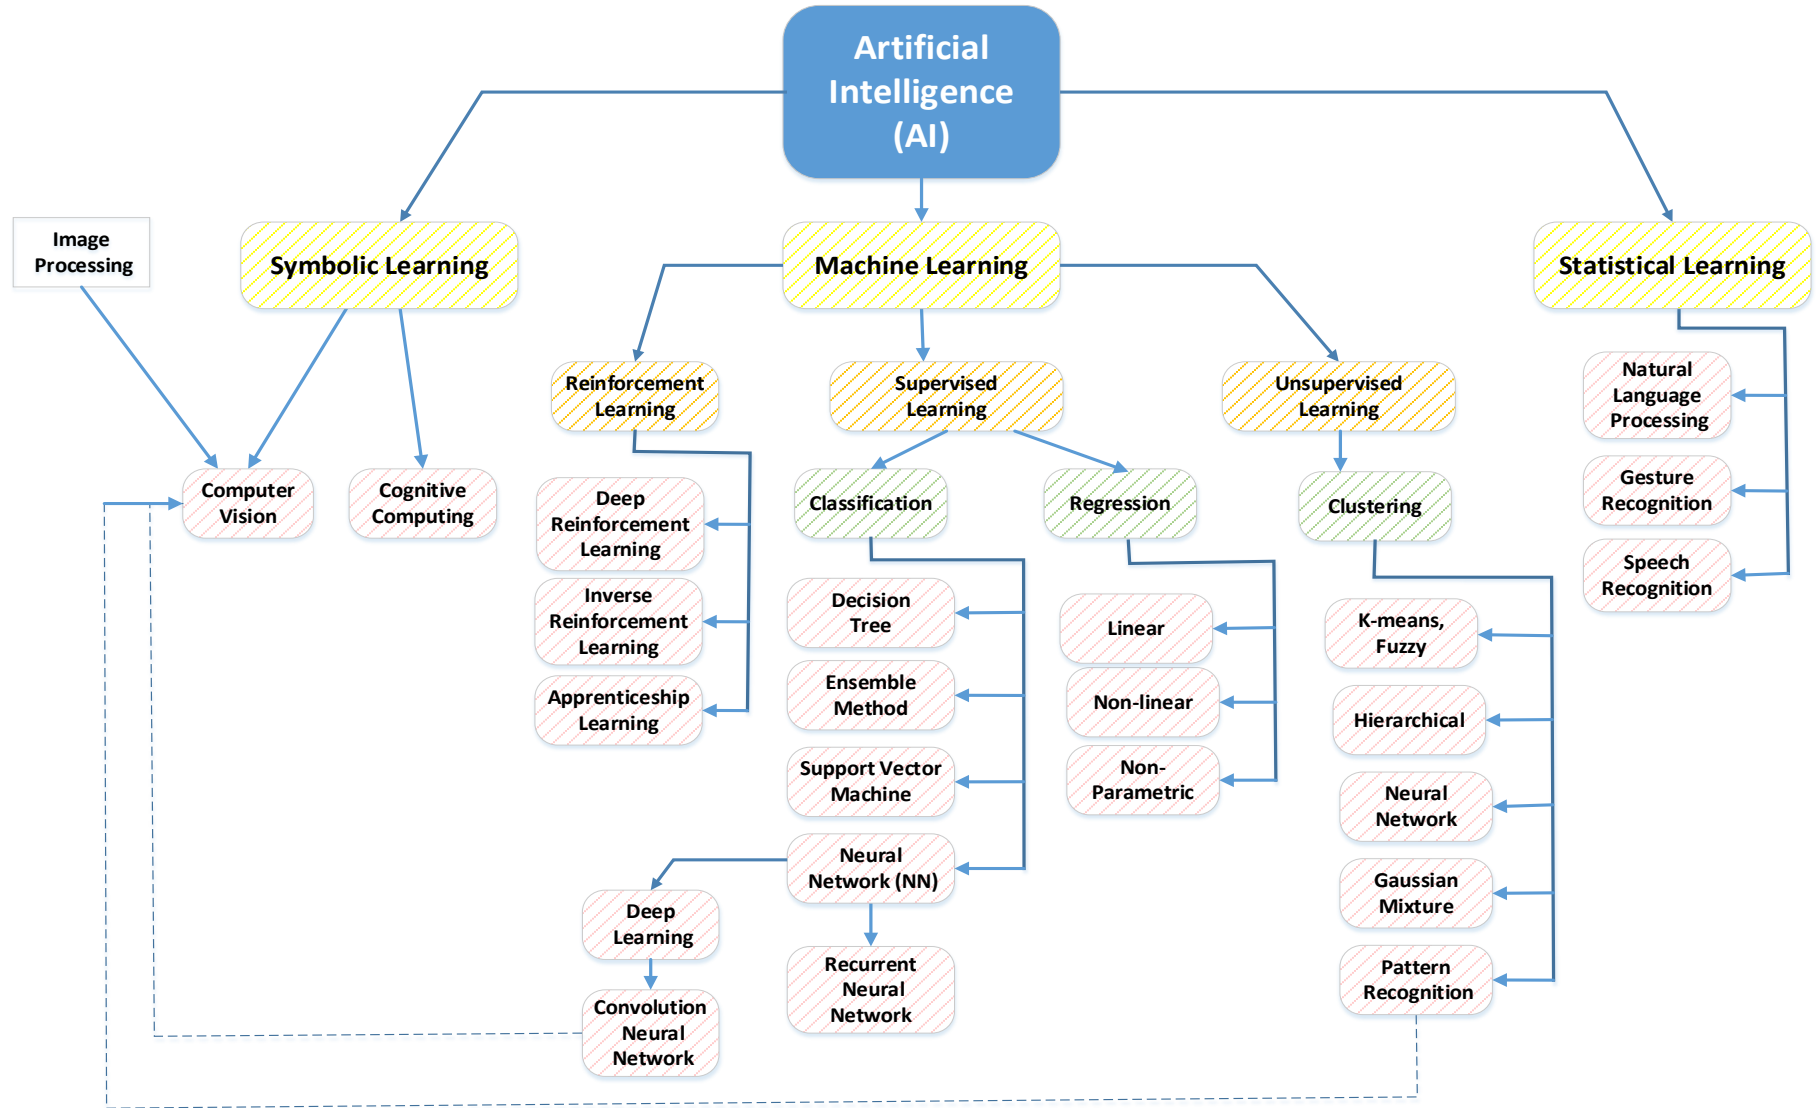 Artificial
Intelligence
(AI)
Image
Processing
Symbolic Learning
Machine Learning
Statistical Learning
Reinforcement
Learning
Supervised
Learning
Unsupervised
Learning
Natural
Language
Processing
Gesture
Recognition
Speech
Recognition
Computer
Vision
Cognitive
Computing
Deep
Reinforcement
Learning
Inverse
Reinforcement
Learning
Apprenticeship
Learning
Classification
Regression
Clustering
Decision
Tree
Ensemble
Method
Support Vector
Machine
Neural
Network (NN)
Deep
Learning
Convolution
Neural
Network
Recurrent
Neural
Network
Linear
Non-linear
Non-
Parametric
K-means,
Fuzzy
Hierarchical
Neural
Network
Gaussian
Mixture
Pattern
Recognition